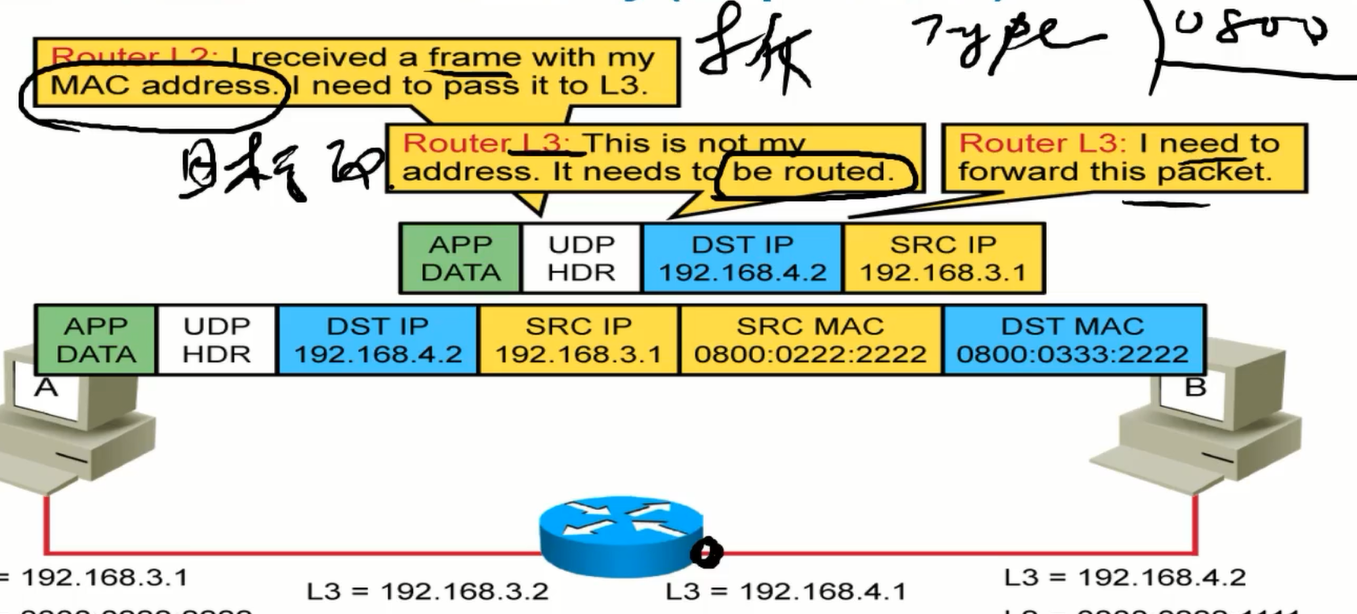 Type 0800
Router L2: I received a frame with my
MAC address. I need to pass it to L3.
Router L3: This is not my
address. It needs to be routed.
Router L3: I need to
forward this packet.
目标
APP
DATA
UDP
HDR
DST IP
192.168.4.2
SRC IP
192.168.3.1
APP
DATA
UDP
HDR
DST IP
192.168.4.2
SRC IP
192.168.3.1
SRC MAC
0800:0222:2222
DST MAC
0800:0333:2222
A
B
= 192.168.3.1
L3 = 192.168.3.2
L3 = 192.168.4.1
L3 = 192.168.4.2